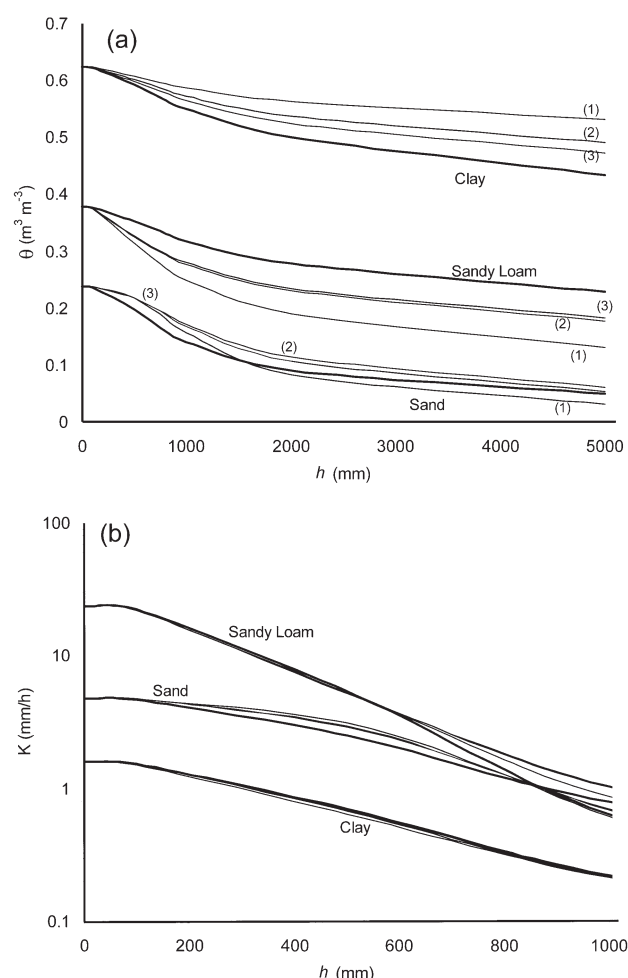 (a)
0.7
0.6
0.5
0.4
0.3
0.2
0.1
0
θ (m³ m⁻³)
(1)
(2)
(3)
Clay
Sandy Loam
(3)
(2)
(1)
(3)
(2)
Sand
(1)
0 1000 2000 3000 4000 5000
h (mm)
(b)
100
10
1
0.1
K (mm/h)
Sandy Loam
Sand
Clay
0 200 400 600 800 1000
h (mm)